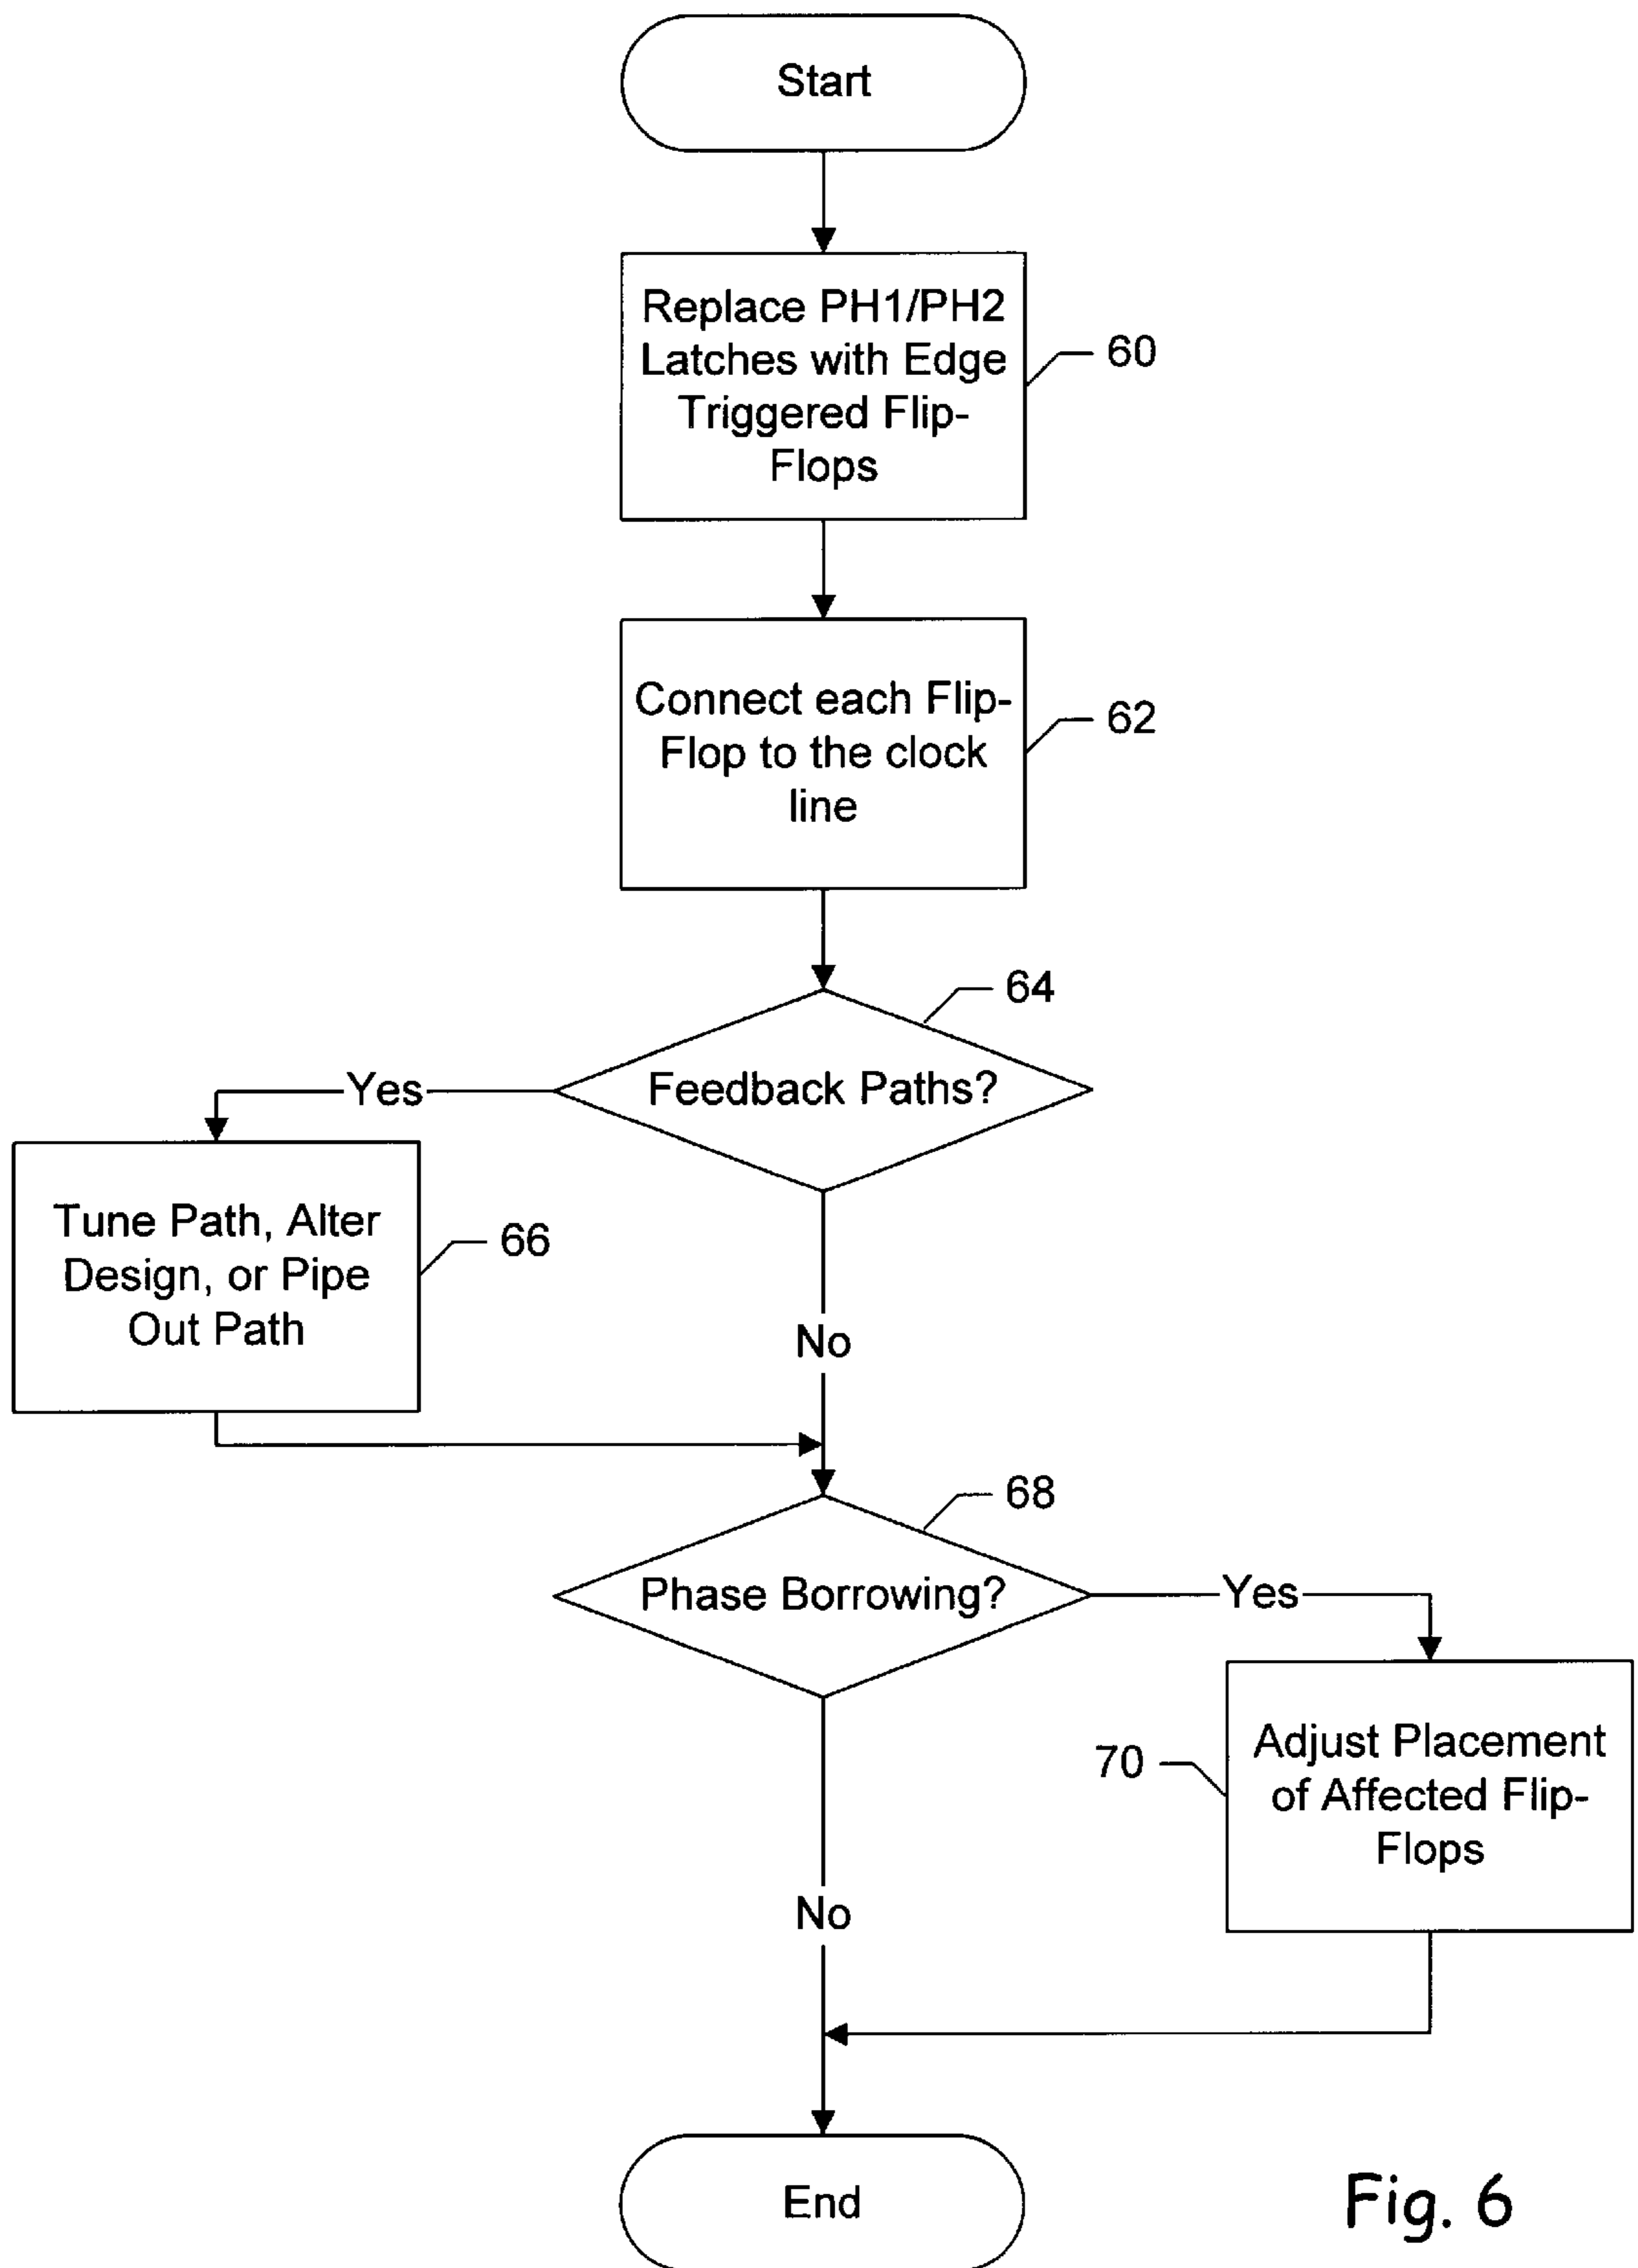 Start
Replace PH1/PH2
Latches with Edge
Triggered Flip-
Flops
60
Connect each Flip-
Flop to the clock
line
62
64
Feedback Paths?
Yes
Tune Path, Alter
Design, or Pipe
Out Path
66
No
68
Phase Borrowing?
Yes
70
Adjust Placement
of Affected Flip-
Flops
No
End
Fig. 6